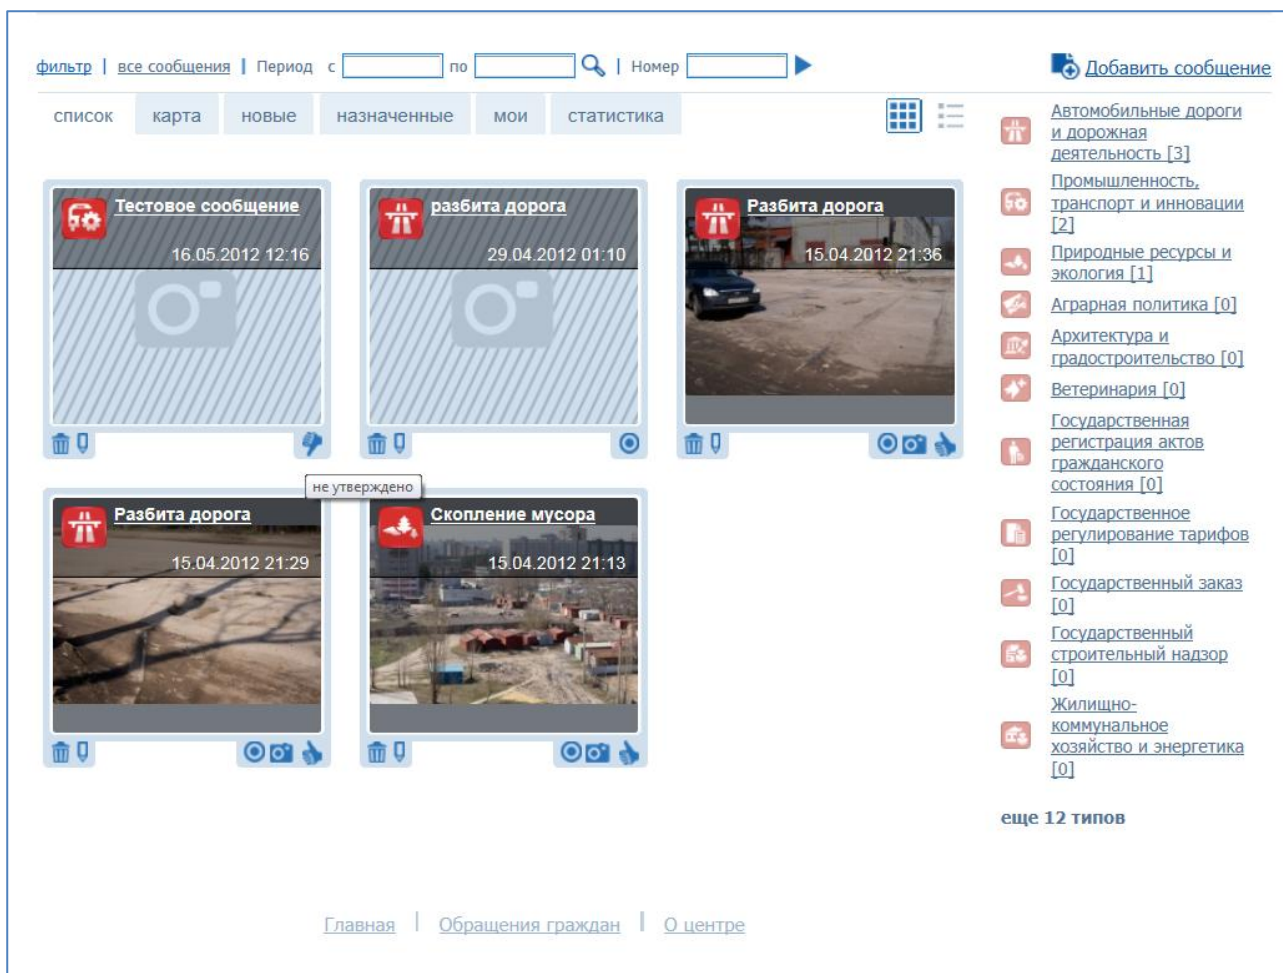 фильтр | все сообщения | Период с по | Номер
Добавить сообщение
список карта новые назначенные мои статистика
Тестовое сообщение
16.05.2012 12:16
разбита дорога
29.04.2012 01:10
Разбита дорога
15.04.2012 21:36
не утверждено
Разбита дорога
15.04.2012 21:29
Скопление мусора
15.04.2012 21:13
Автомобильные дороги
и дорожная
деятельность [3]
Промышленность,
транспорт и инновации
[2]
Природные ресурсы и
экология [1]
Аграрная политика [0]
Архитектура и
градостроительство [0]
Ветеринария [0]
Государственная
регистрация актов
гражданского
состояния [0]
Государственное
регулирование тарифов
[0]
Государственный заказ
[0]
Государственный
строительный надзор
[0]
Жилищно-
коммунальное
хозяйство и энергетика
[0]
еще 12 типов
Главная | Обращения граждан | О центре